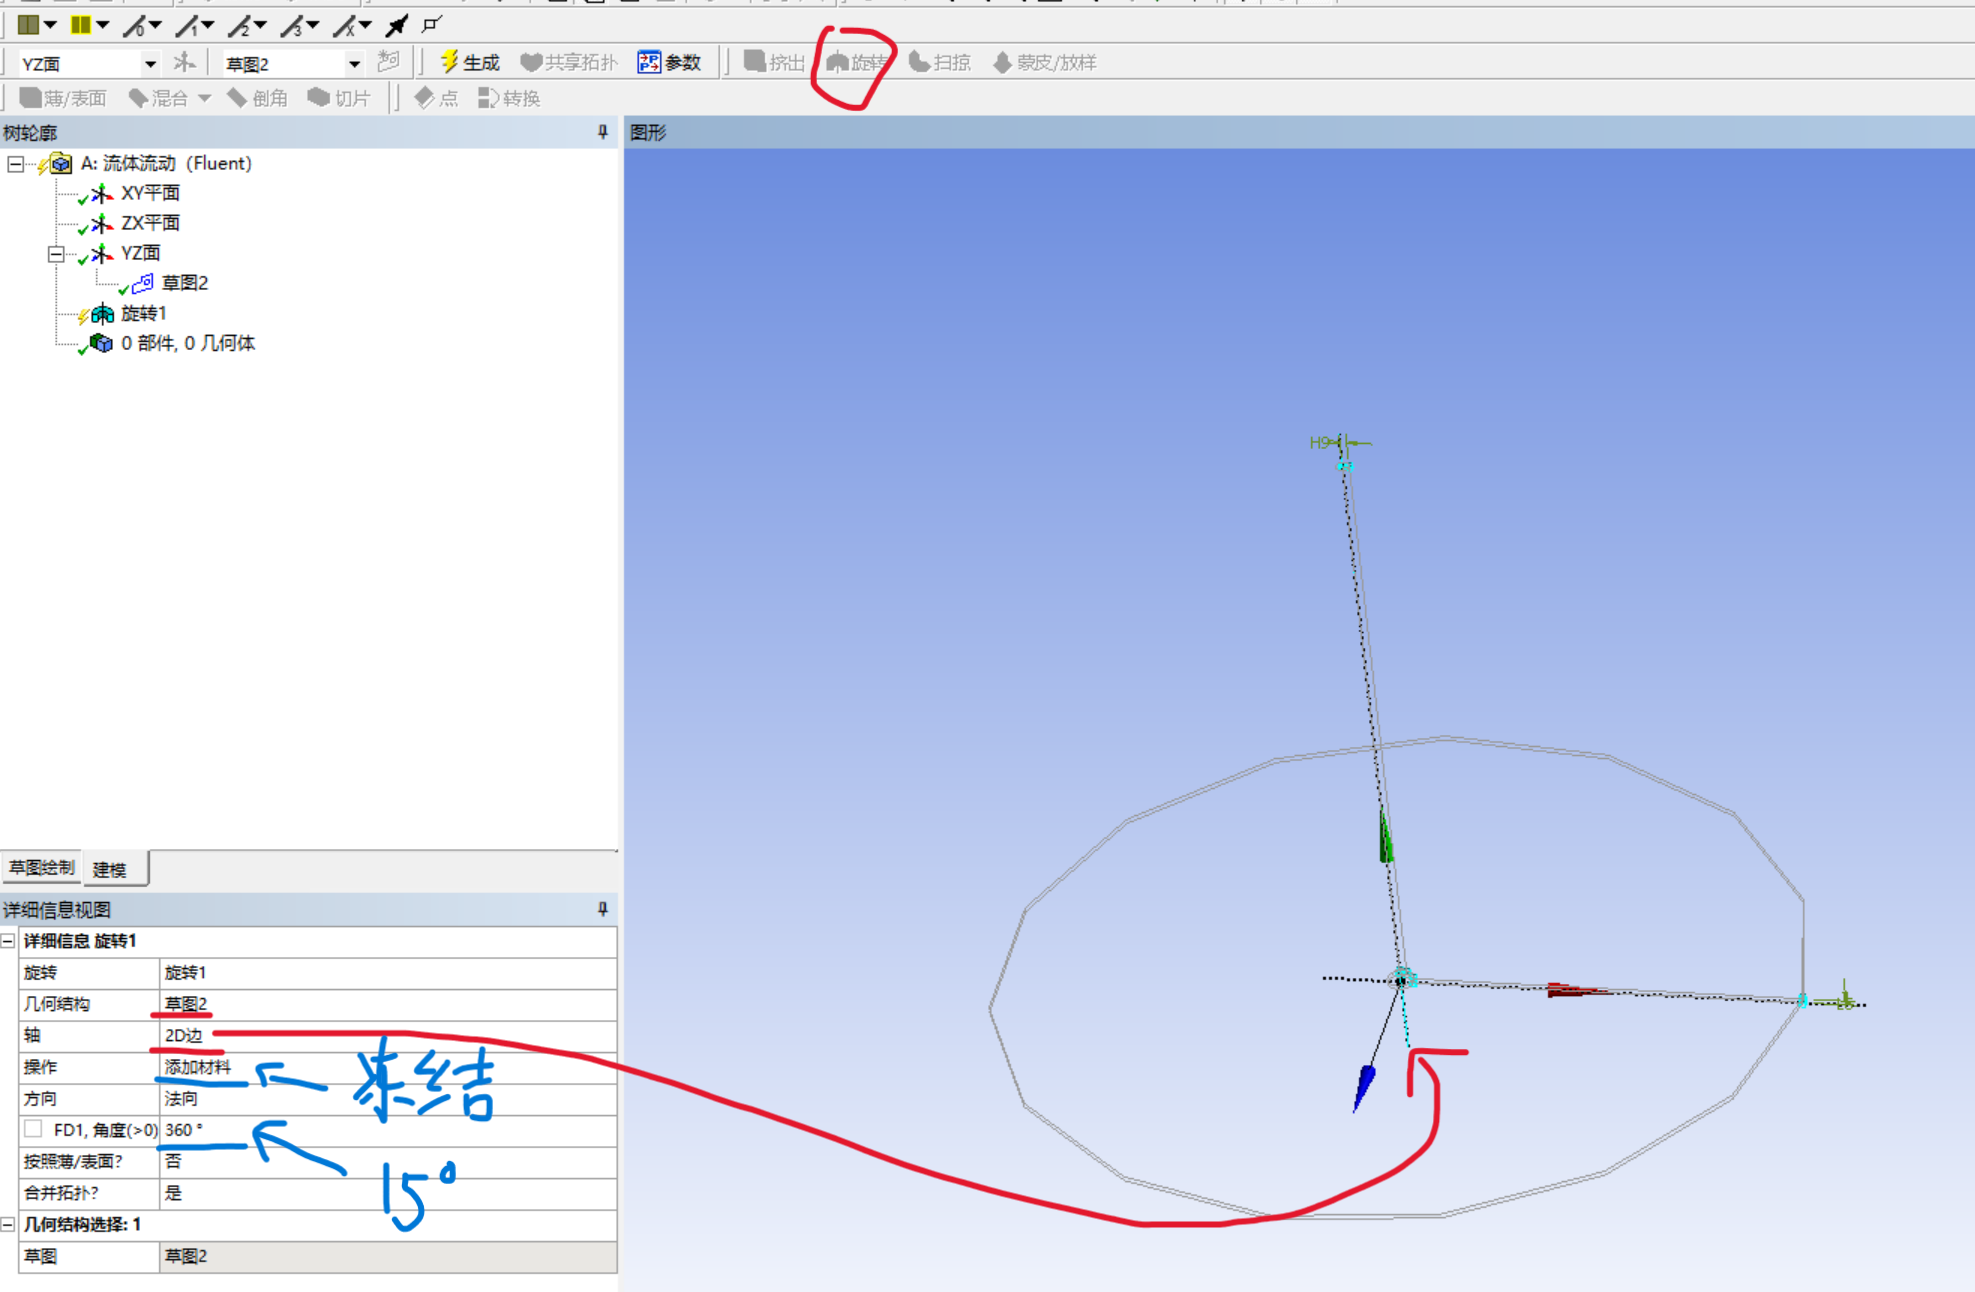 YZ面 草图2 生成 共享拓扑 参数 挤出 旋转 扫掠 蒙皮/放样
薄/表面 混合 倒角 切片 点 转换
树轮廓
A: 流体流动（Fluent)
XY平面
ZX平面
YZ面
草图2
旋转1
0 部件, 0 几何体
草图绘制 建模
详细信息视图
详细信息 旋转1
旋转 旋转1
几何结构 草图2
轴 2D边
操作 添加材料
冻结
方向 法向
FD1, 角度(>0) 360 °
15°
按照薄/表面? 否
合并拓扑? 是
几何结构选择: 1
草图 草图2
图形
H9